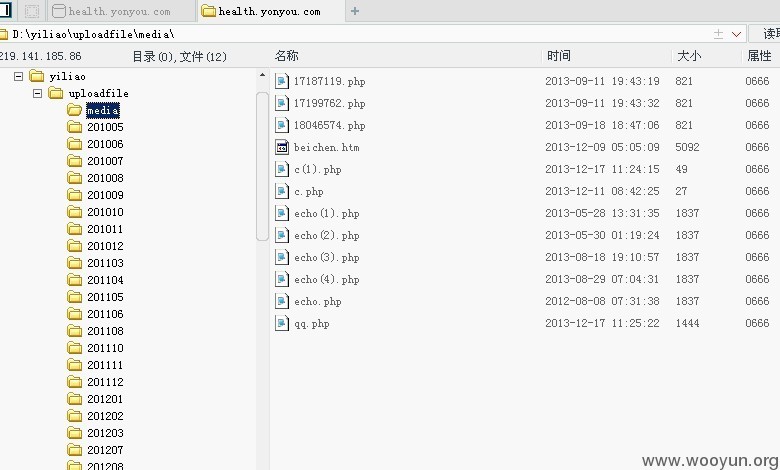 health.yonyou.com
health.yonyou.com
D:\yiliao\uploadfile\media\
读取
219.141.185.86
目录(0),文件(12)
名称 时间 大小 属性
yiliao
uploadfile
media
201005
201006
201007
201008
201009
201010
201011
201012
201103
201104
201105
201106
201108
201110
201111
201112
201201
201202
201203
201207
201208
17187119.php 2013-09-11 19:43:19 821 0666
17199762.php 2013-09-11 19:43:32 821 0666
18046574.php 2013-09-18 18:47:06 821 0666
beichen.htm 2013-12-09 05:05:09 5092 0666
c(1).php 2013-12-17 11:24:15 49 0666
c.php 2013-12-11 08:42:25 27 0666
echo(1).php 2013-05-28 13:31:35 1837 0666
echo(2).php 2013-05-30 01:19:24 1837 0666
echo(3).php 2013-08-18 19:10:57 1837 0666
echo(4).php 2013-08-29 07:04:31 1837 0666
echo.php 2012-08-08 07:31:38 1837 0666
qq.php 2013-12-17 11:25:22 1444 0666
www.wooyun.org